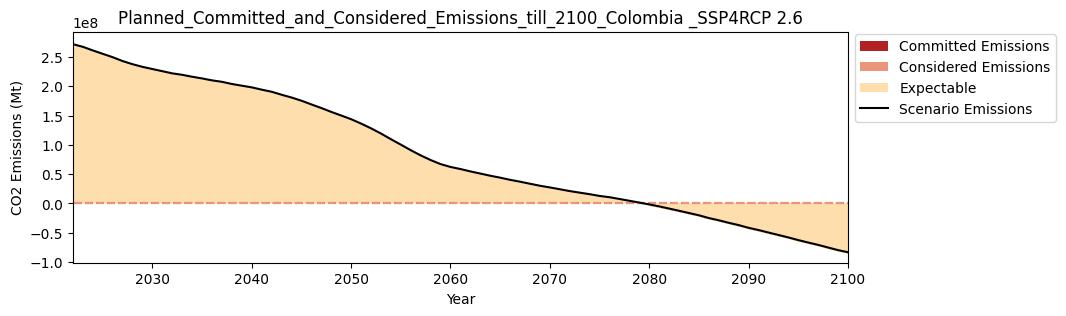 Planned_Committed_and_Considered_Emissions_till_2100_Colombia _SSP4RCP 2.6
1e8
2.5
2.0
1.5
1.0
0.5
0.0
−0.5
−1.0
CO2 Emissions (Mt)
2030 2040 2050 2060 2070 2080 2090 2100
Year
Committed Emissions
Considered Emissions
Expectable
Scenario Emissions